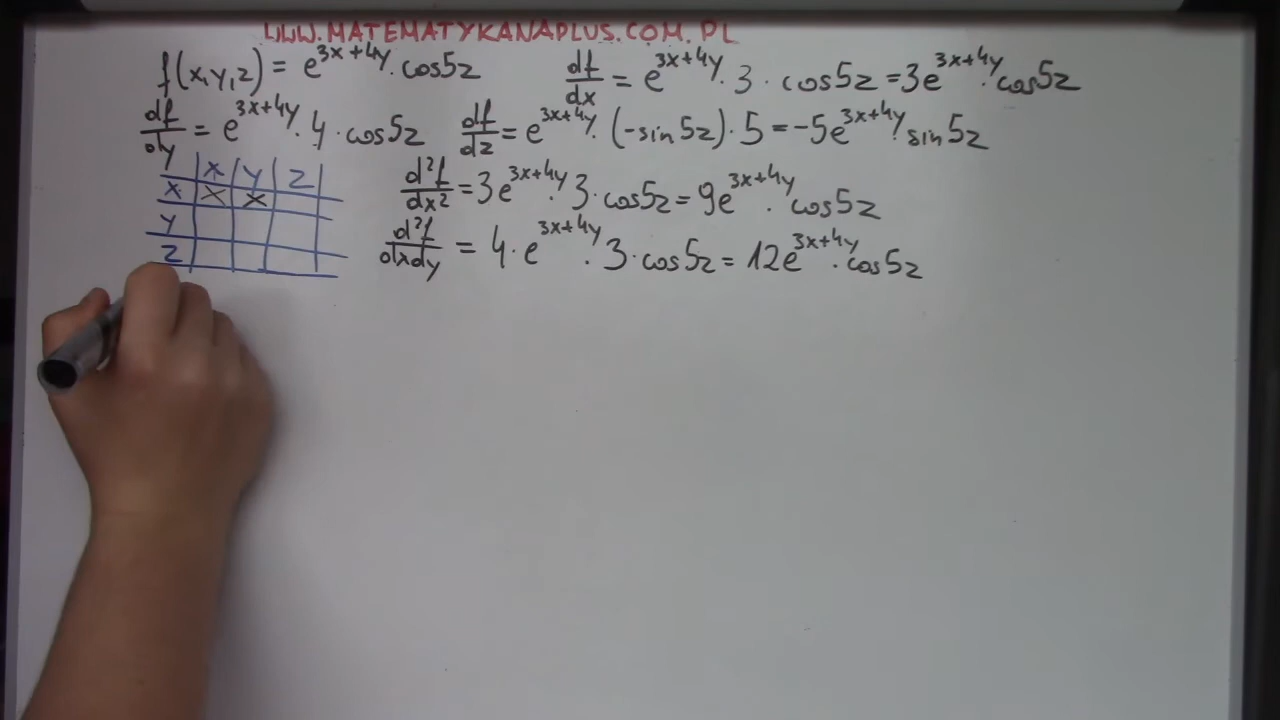 WWW.MATEMATYKANAPLUS.COM.PL
f(x,y,z) = e^{3x+4y} · cos5z    df/dx = e^{3x+4y} · 3 · cos5z = 3e^{3x+4y} · cos5z
df/dy = e^{3x+4y} · 4 · cos5z    df/dz = e^{3x+4y} · (-sin5z) · 5 = -5e^{3x+4y} · sin5z
x y z
x x x
y
z
d²f/dx² = 3e^{3x+4y} · 3 · cos5z = 9e^{3x+4y} · cos5z
d²f/dxdy = 4 · e^{3x+4y} · 3 · cos5z = 12e^{3x+4y} · cos5z